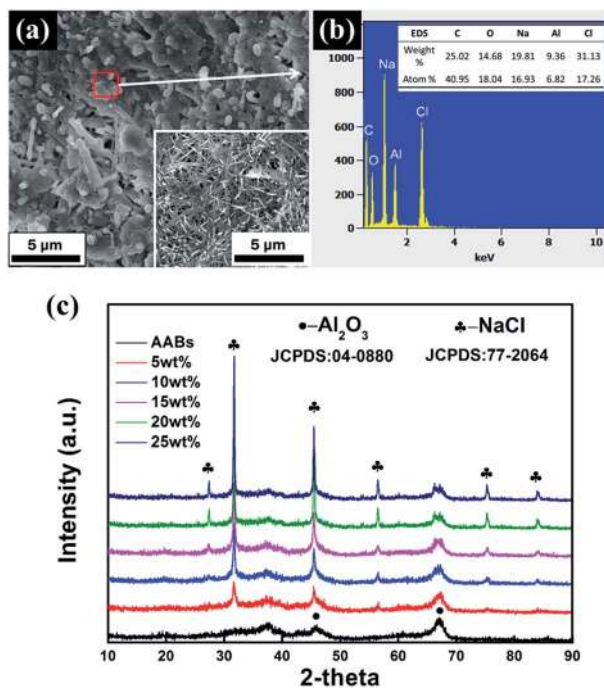 (a)
5 µm
5 µm
(b)
EDS C O Na Al Cl
Weight % 25.02 14.68 19.81 9.36 31.13
Atom % 40.95 18.04 16.93 6.82 17.26
1000
800
600
400
200
0
C
O
Na
Al
Cl
2 4 6 8 10
keV
(c)
AABs
5wt%
10wt%
15wt%
20wt%
25wt%
●–Al₂O₃
JCPDS:04-0880
♣–NaCl
JCPDS:77-2064
Intensity (a.u.)
10 20 30 40 50 60 70 80 90
2-theta